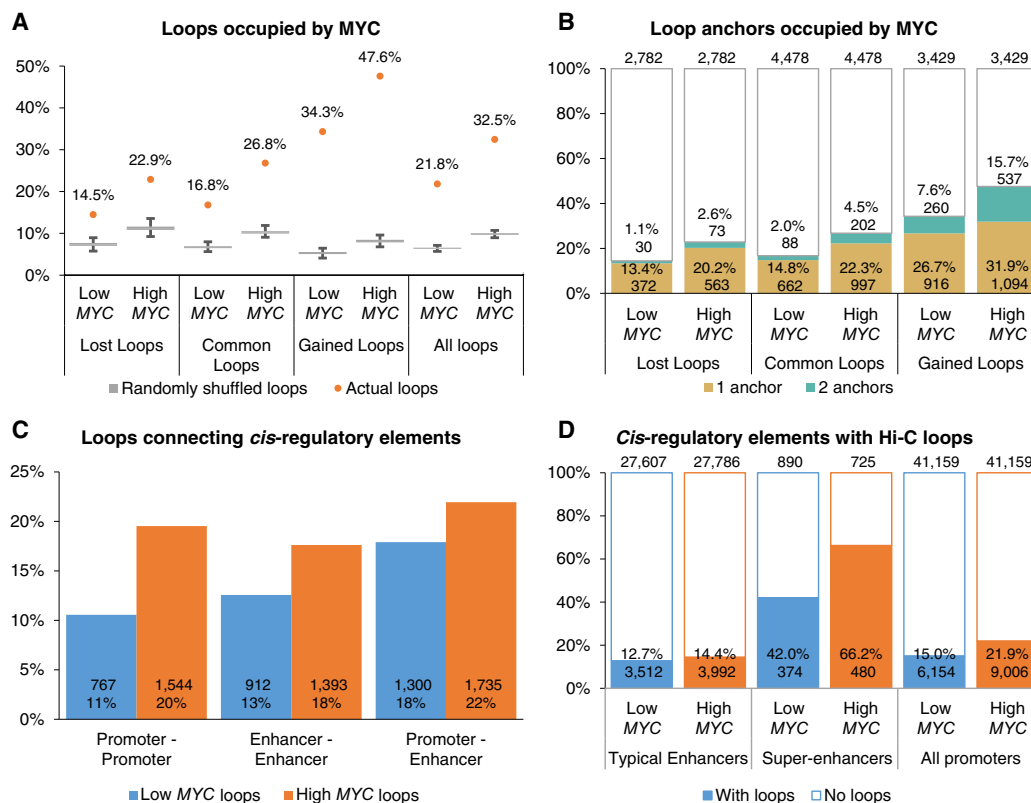 A
Loops occupied by MYC
50%
40%
30%
20%
10%
0%
14.5%
22.9%
16.8%
26.8%
34.3%
47.6%
21.8%
32.5%
Low High Low High Low High Low High
MYC MYC MYC MYC MYC MYC MYC MYC
Lost Loops Common Gained Loops All loops
Loops
Randomly shuffled loops Actual loops
B
Loop anchors occupied by MYC
2,782 2,782 4,478 4,478 3,429 3,429
100%
80%
60%
40%
20%
0%
1.1%
30
13.4%
372
2.6%
73
20.2%
563
2.0%
88
14.8%
662
4.5%
202
22.3%
997
7.6%
260
26.7%
916
15.7%
537
31.9%
1,094
Low High Low High Low High
MYC MYC MYC MYC MYC MYC
Lost Loops Common Loops Gained Loops
1 anchor 2 anchors
C
Loops connecting cis-regulatory elements
25%
20%
15%
10%
5%
0%
767 1,544 912 1,393 1,300 1,735
11% 20% 13% 18% 18% 22%
Promoter - Enhancer - Promoter -
Promoter Enhancer Enhancer
Low MYC loops High MYC loops
D
Cis-regulatory elements with Hi-C loops
27,607 27,786 890 725 41,159 41,159
100%
80%
60%
40%
20%
0%
12.7% 14.4% 42.0% 66.2% 15.0% 21.9%
3,512 3,992 374 480 6,154 9,006
Low High Low High Low High
MYC MYC MYC MYC MYC MYC
Typical Enhancers Super-enhancers All promoters
With loops No loops